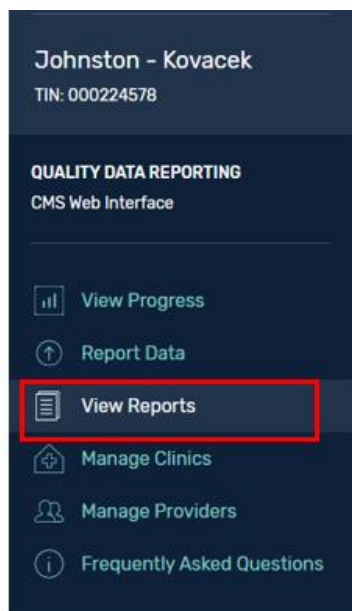 Johnston - Kovacek
TIN: 000224578
QUALITY DATA REPORTING
CMS Web Interface
View Progress
Report Data
View Reports
Manage Clinics
Manage Providers
Frequently Asked Questions